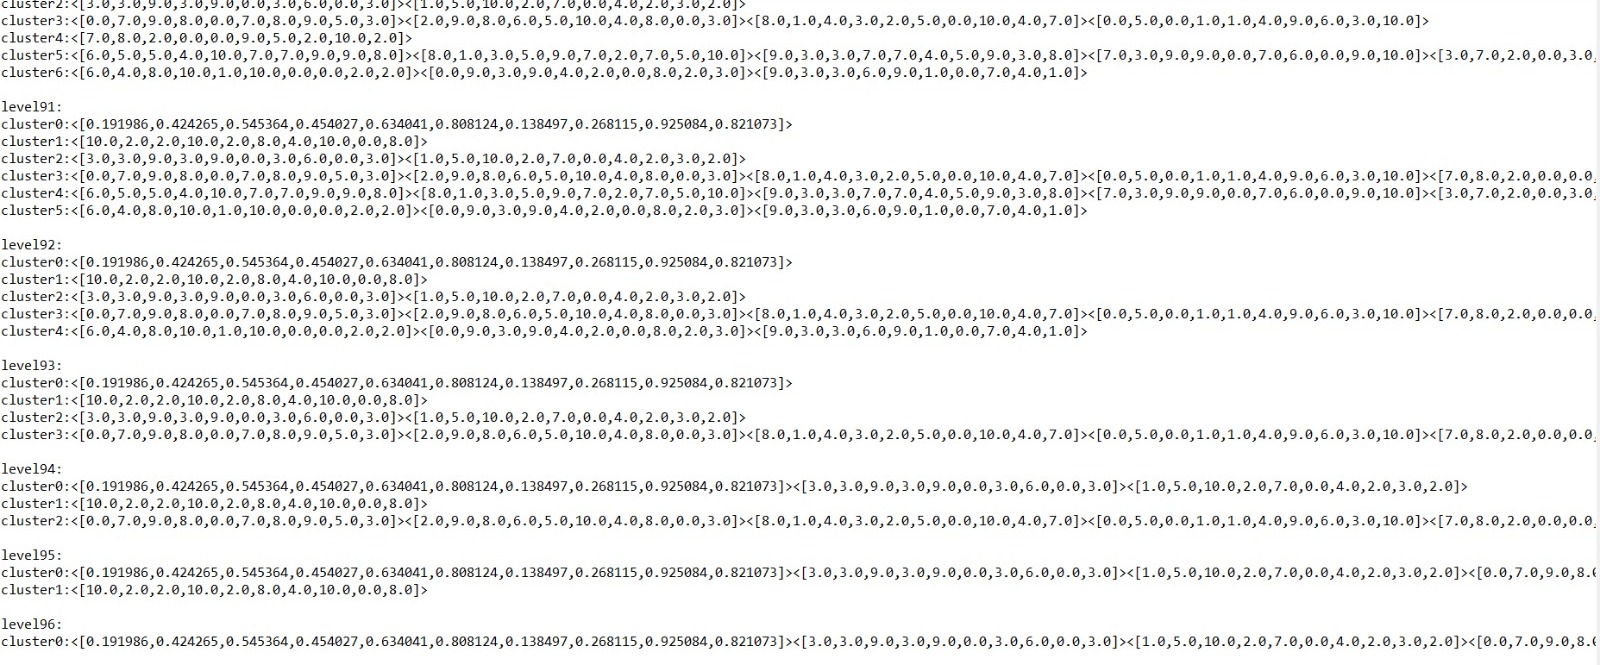 cluster2:<[3.0,3.0,9.0,3.0,9.0,0.0,3.0,6.0,0.0,3.0]><[1.0,5.0,10.0,2.0,7.0,0.0,4.0,2.0,3.0,2.0]>
cluster3:<[0.0,7.0,9.0,8.0,0.0,7.0,8.0,9.0,5.0,3.0]><[2.0,9.0,8.0,6.0,5.0,10.0,4.0,8.0,0.0,3.0]><[8.0,1.0,4.0,3.0,2.0,5.0,0.0,10.0,4.0,7.0]><[0.0,5.0,0.0,1.0,1.0,4.0,9.0,6.0,3.0,10.0]>
cluster4:<[7.0,8.0,2.0,0.0,0.0,9.0,5.0,2.0,10.0,2.0]>
cluster5:<[6.0,5.0,5.0,4.0,10.0,7.0,7.0,9.0,9.0,8.0]><[8.0,1.0,3.0,5.0,9.0,7.0,2.0,7.0,5.0,10.0]><[9.0,3.0,3.0,7.0,7.0,4.0,5.0,9.0,3.0,8.0]><[7.0,3.0,9.0,9.0,0.0,7.0,6.0,0.0,9.0,10.0]><[3.0,7.0,2.0,0.0,3.0,
cluster6:<[6.0,4.0,8.0,10.0,1.0,10.0,0.0,0.0,2.0,2.0]><[0.0,9.0,3.0,9.0,4.0,2.0,0.0,8.0,2.0,3.0]><[9.0,3.0,3.0,6.0,9.0,1.0,0.0,7.0,4.0,1.0]>
level91:
cluster0:<[0.191986,0.424265,0.545364,0.454027,0.634041,0.808124,0.138497,0.268115,0.925084,0.821073]>
cluster1:<[10.0,2.0,2.0,10.0,2.0,8.0,4.0,10.0,0.0,8.0]>
cluster2:<[3.0,3.0,9.0,3.0,9.0,0.0,3.0,6.0,0.0,3.0]><[1.0,5.0,10.0,2.0,7.0,0.0,4.0,2.0,3.0,2.0]>
cluster3:<[0.0,7.0,9.0,8.0,0.0,7.0,8.0,9.0,5.0,3.0]><[2.0,9.0,8.0,6.0,5.0,10.0,4.0,8.0,0.0,3.0]><[8.0,1.0,4.0,3.0,2.0,5.0,0.0,10.0,4.0,7.0]><[0.0,5.0,0.0,1.0,1.0,4.0,9.0,6.0,3.0,10.0]><[7.0,8.0,2.0,0.0,0.0,
cluster4:<[6.0,5.0,5.0,4.0,10.0,7.0,7.0,9.0,9.0,8.0]><[8.0,1.0,3.0,5.0,9.0,7.0,2.0,7.0,5.0,10.0]><[9.0,3.0,3.0,7.0,7.0,4.0,5.0,9.0,3.0,8.0]><[7.0,3.0,9.0,9.0,0.0,7.0,6.0,0.0,9.0,10.0]><[3.0,7.0,2.0,0.0,3.0,
cluster5:<[6.0,4.0,8.0,10.0,1.0,10.0,0.0,0.0,2.0,2.0]><[0.0,9.0,3.0,9.0,4.0,2.0,0.0,8.0,2.0,3.0]><[9.0,3.0,3.0,6.0,9.0,1.0,0.0,7.0,4.0,1.0]>
level92:
cluster0:<[0.191986,0.424265,0.545364,0.454027,0.634041,0.808124,0.138497,0.268115,0.925084,0.821073]>
cluster1:<[10.0,2.0,2.0,10.0,2.0,8.0,4.0,10.0,0.0,8.0]>
cluster2:<[3.0,3.0,9.0,3.0,9.0,0.0,3.0,6.0,0.0,3.0]><[1.0,5.0,10.0,2.0,7.0,0.0,4.0,2.0,3.0,2.0]>
cluster3:<[0.0,7.0,9.0,8.0,0.0,7.0,8.0,9.0,5.0,3.0]><[2.0,9.0,8.0,6.0,5.0,10.0,4.0,8.0,0.0,3.0]><[8.0,1.0,4.0,3.0,2.0,5.0,0.0,10.0,4.0,7.0]><[0.0,5.0,0.0,1.0,1.0,4.0,9.0,6.0,3.0,10.0]><[7.0,8.0,2.0,0.0,0.0,
cluster4:<[6.0,4.0,8.0,10.0,1.0,10.0,0.0,0.0,2.0,2.0]><[0.0,9.0,3.0,9.0,4.0,2.0,0.0,8.0,2.0,3.0]><[9.0,3.0,3.0,6.0,9.0,1.0,0.0,7.0,4.0,1.0]>
level93:
cluster0:<[0.191986,0.424265,0.545364,0.454027,0.634041,0.808124,0.138497,0.268115,0.925084,0.821073]>
cluster1:<[10.0,2.0,2.0,10.0,2.0,8.0,4.0,10.0,0.0,8.0]>
cluster2:<[3.0,3.0,9.0,3.0,9.0,0.0,3.0,6.0,0.0,3.0]><[1.0,5.0,10.0,2.0,7.0,0.0,4.0,2.0,3.0,2.0]>
cluster3:<[0.0,7.0,9.0,8.0,0.0,7.0,8.0,9.0,5.0,3.0]><[2.0,9.0,8.0,6.0,5.0,10.0,4.0,8.0,0.0,3.0]><[8.0,1.0,4.0,3.0,2.0,5.0,0.0,10.0,4.0,7.0]><[0.0,5.0,0.0,1.0,1.0,4.0,9.0,6.0,3.0,10.0]><[7.0,8.0,2.0,0.0,0.0,
level94:
cluster0:<[0.191986,0.424265,0.545364,0.454027,0.634041,0.808124,0.138497,0.268115,0.925084,0.821073]><[3.0,3.0,9.0,3.0,9.0,0.0,3.0,6.0,0.0,3.0]><[1.0,5.0,10.0,2.0,7.0,0.0,4.0,2.0,3.0,2.0]>
cluster1:<[10.0,2.0,2.0,10.0,2.0,8.0,4.0,10.0,0.0,8.0]>
cluster2:<[0.0,7.0,9.0,8.0,0.0,7.0,8.0,9.0,5.0,3.0]><[2.0,9.0,8.0,6.0,5.0,10.0,4.0,8.0,0.0,3.0]><[8.0,1.0,4.0,3.0,2.0,5.0,0.0,10.0,4.0,7.0]><[0.0,5.0,0.0,1.0,1.0,4.0,9.0,6.0,3.0,10.0]><[7.0,8.0,2.0,0.0,0.0,
level95:
cluster0:<[0.191986,0.424265,0.545364,0.454027,0.634041,0.808124,0.138497,0.268115,0.925084,0.821073]><[3.0,3.0,9.0,3.0,9.0,0.0,3.0,6.0,0.0,3.0]><[1.0,5.0,10.0,2.0,7.0,0.0,4.0,2.0,3.0,2.0]><[0.0,7.0,9.0,8.
cluster1:<[10.0,2.0,2.0,10.0,2.0,8.0,4.0,10.0,0.0,8.0]>
level96:
cluster0:<[0.191986,0.424265,0.545364,0.454027,0.634041,0.808124,0.138497,0.268115,0.925084,0.821073]><[3.0,3.0,9.0,3.0,9.0,0.0,3.0,6.0,0.0,3.0]><[1.0,5.0,10.0,2.0,7.0,0.0,4.0,2.0,3.0,2.0]><[0.0,7.0,9.0,8.